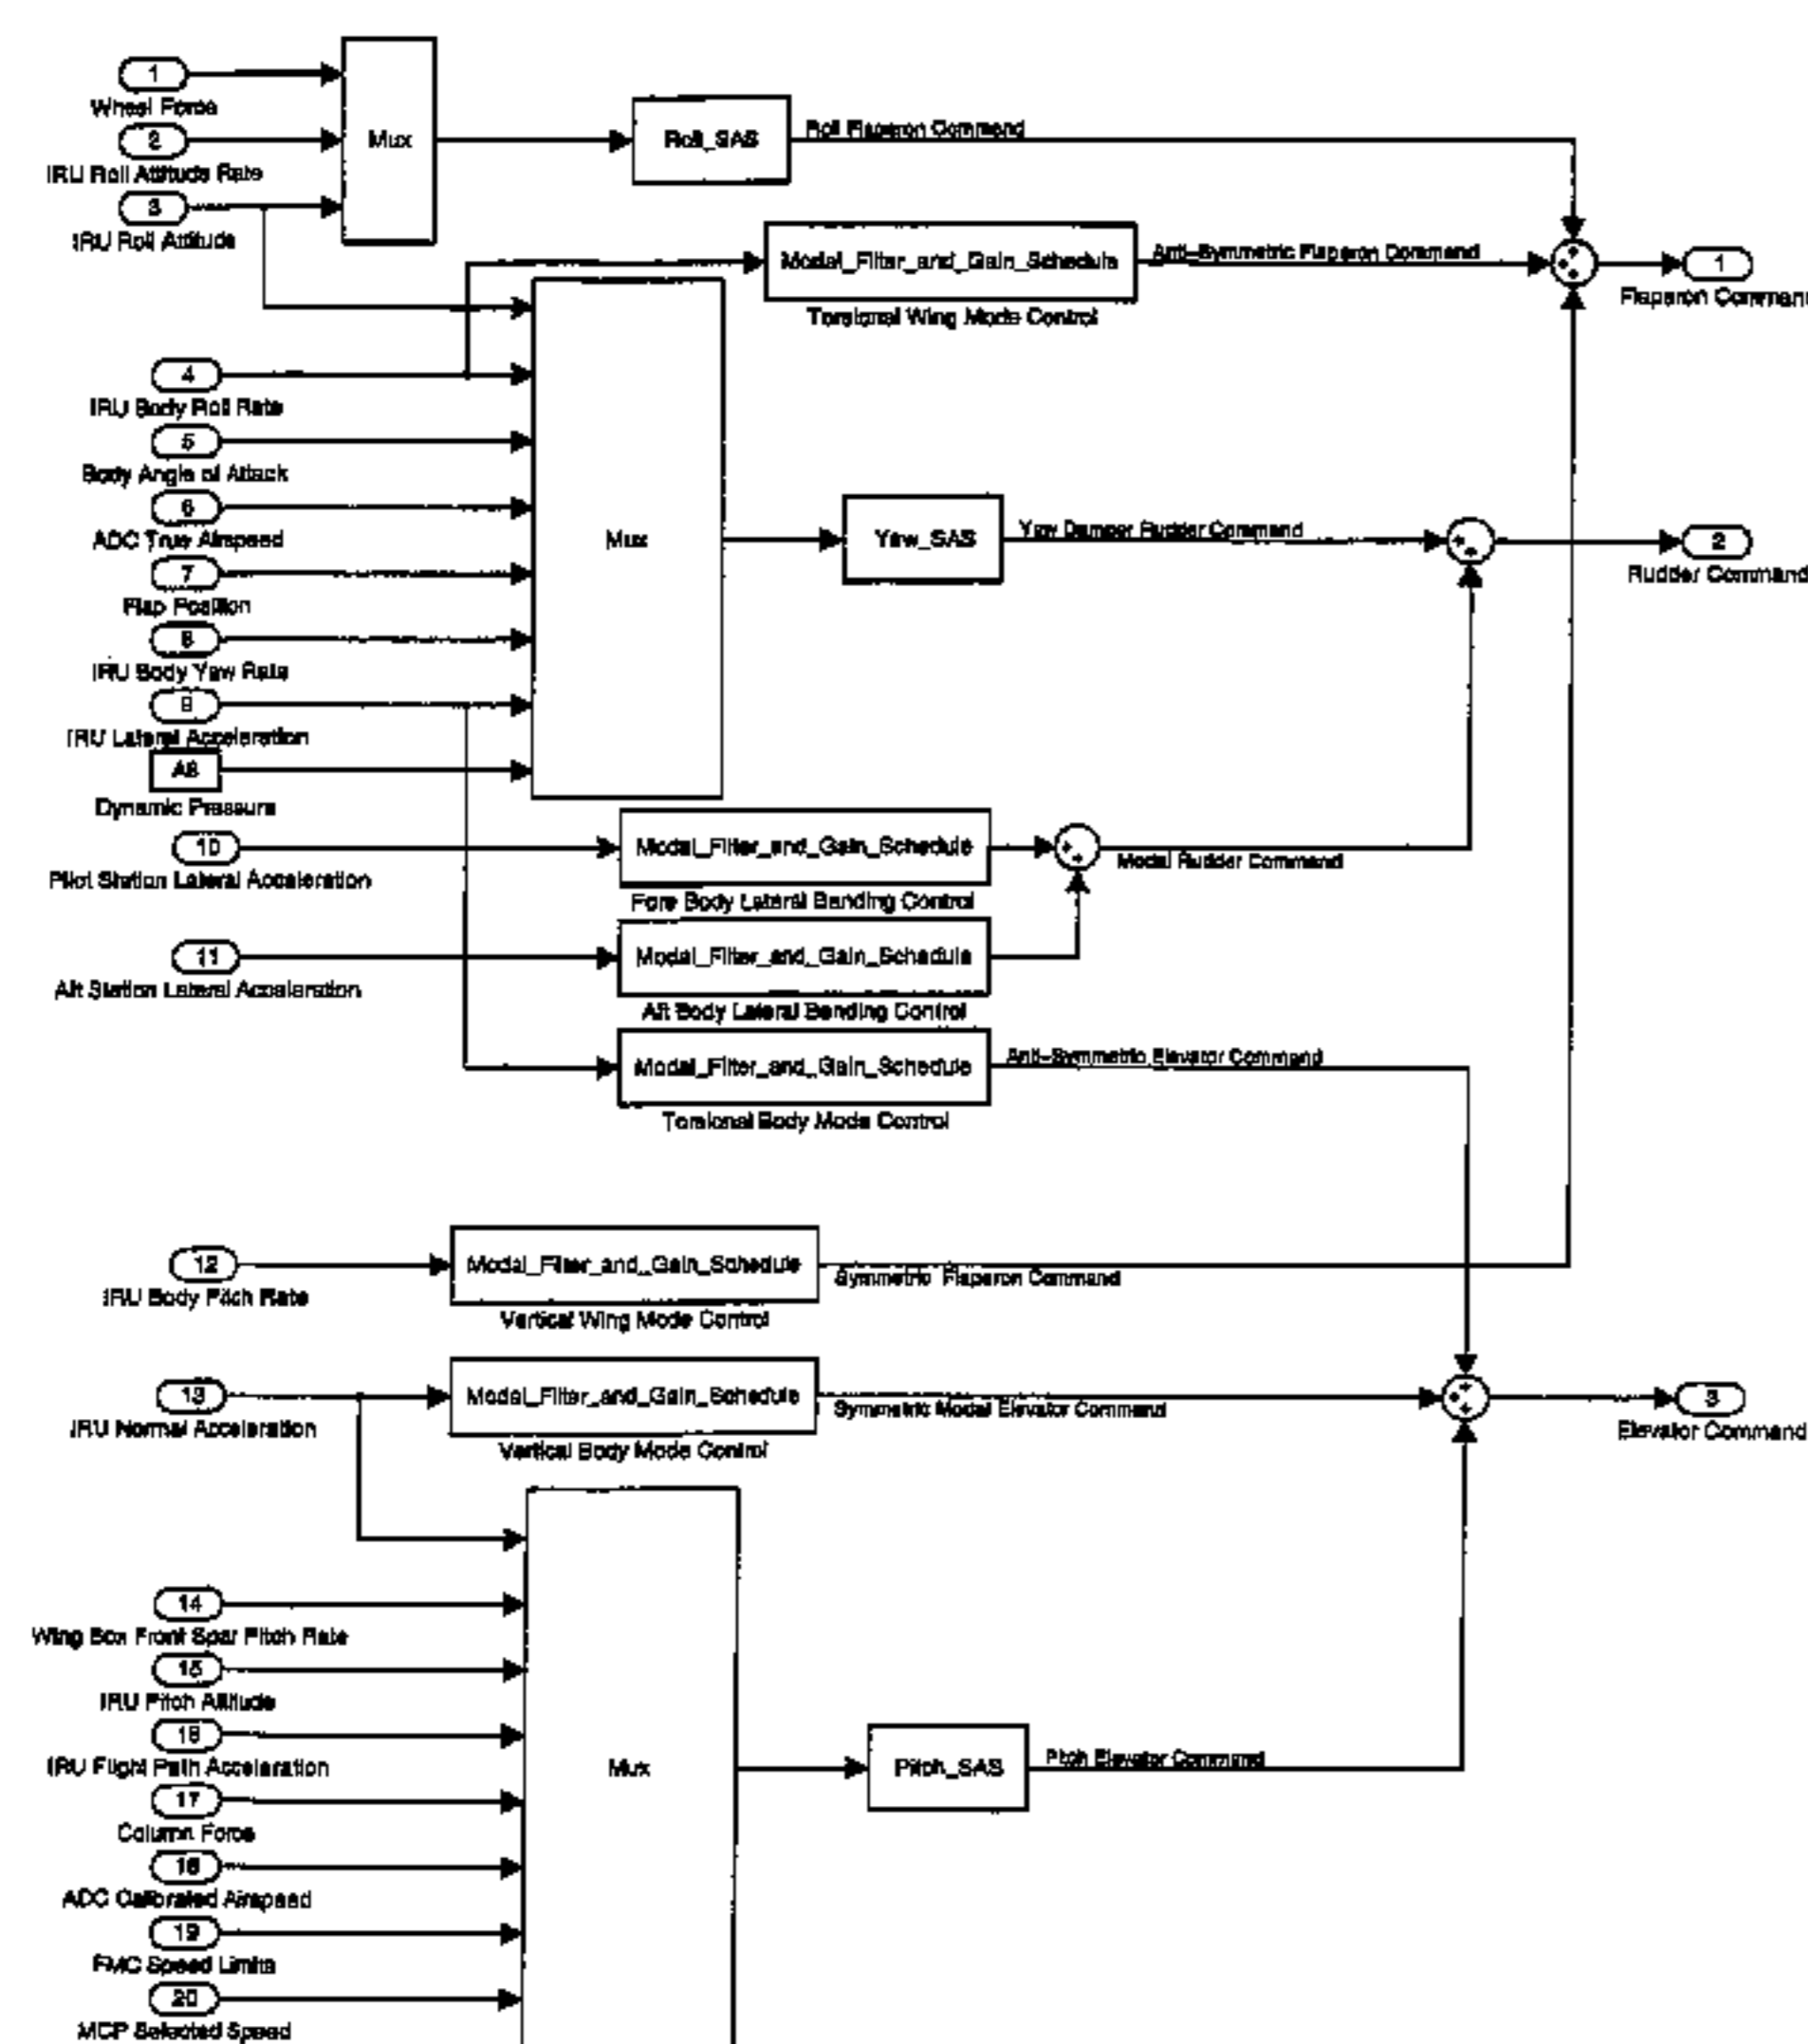 1
Wheel Force
2
IRU Roll Attitude Rate
3
IRU Roll Attitude
Mux
Roll_SAS
Roll Flaperon Command
Modal_Filter_and_Gain_Schedule
Torsional Wing Mode Control
Anti-Symmetric Flaperon Command
1
Flaperon Comman
4
IRU Body Roll Rate
5
Body Angle of Attack
6
ADC True Airspeed
7
Flap Position
8
IRU Body Yaw Rate
9
IRU Lateral Acceleration
A8
Dynamic Pressure
Mux
Yaw_SAS
Yaw Damper Rudder Command
2
Rudder Command
10
Pilot Station Lateral Acceleration
Modal_Filter_and_Gain_Schedule
Fore Body Lateral Bending Control
Modal Rudder Command
11
Aft Station Lateral Acceleration
Modal_Filter_and_Gain_Schedule
Aft Body Lateral Bending Control
Modal_Filter_and_Gain_Schedule
Torsional Body Mode Control
Anti-Symmetric Elevator Command
12
IRU Body Pitch Rate
Modal_Filter_and_Gain_Schedule
Vertical Wing Mode Control
Symmetric Flaperon Command
13
IRU Normal Acceleration
Modal_Filter_and_Gain_Schedule
Vertical Body Mode Control
Symmetric Modal Elevator Command
3
Elevator Command
14
Wing Box Front Spar Pitch Rate
15
IRU Pitch Attitude
16
IRU Flight Path Acceleration
17
Column Force
18
ADC Calibrated Airspeed
19
FMC Speed Limits
20
MCP Selected Speed
Mux
Pitch_SAS
Pitch Elevator Command